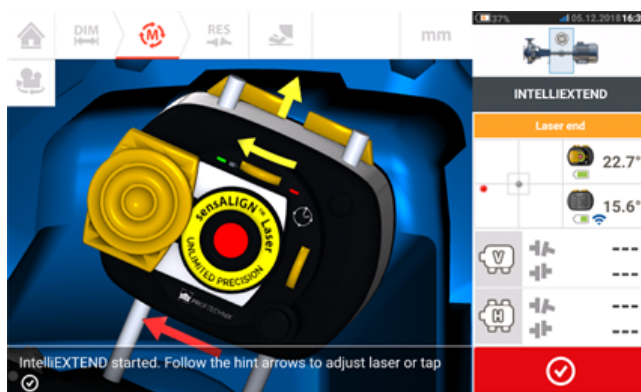 DIM
M
RES
mm
37%
05.12.2018 16:3
INTELLIEXTEND
Laser end
22.7°
15.6°
V
---
---
H
---
---
sensALIGN™ Laser
UNLIMITED PRECISION
PRÜFTECHNIK
IntelliEXTEND started. Follow the hint arrows to adjust laser or tap